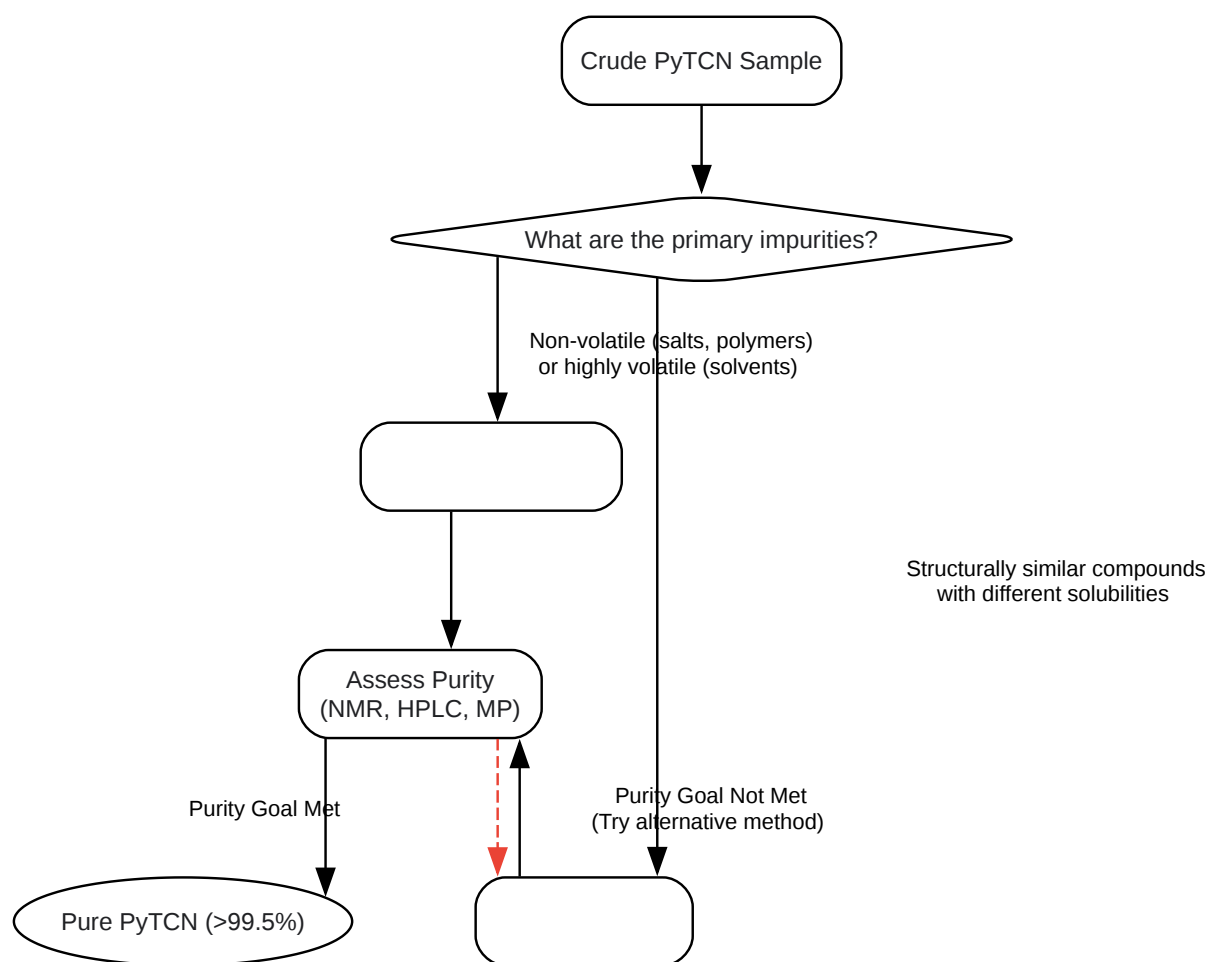 Crude PyTCN Sample
What are the primary impurities?
Non-volatile (salts, polymers)
or highly volatile (solvents)
Structurally similar compounds
with different solubilities
Assess Purity
(NMR, HPLC, MP)
Purity Goal Met
Purity Goal Not Met
(Try alternative method)
Pure PyTCN (>99.5%)